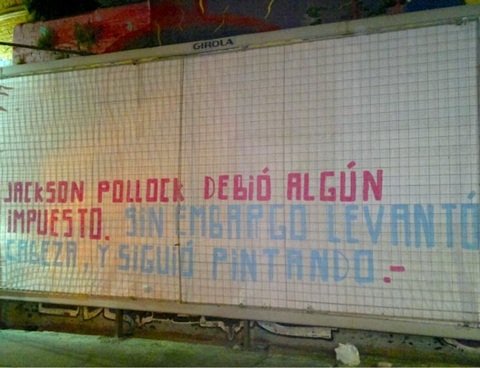 GIROLA
JACKSON POLLOCK DEBiÓ ALGÚN
iMPUESTO. SiN EMBARGO LEVANTÓ
CABEZA, Y SiGUiÓ PiNTANDO.-